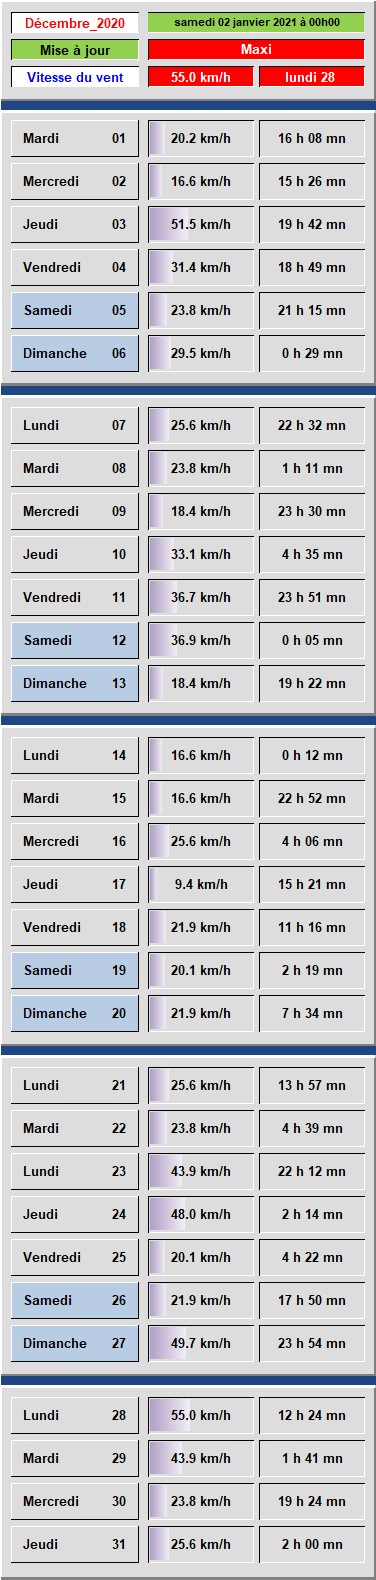 Décembre_2020 samedi 02 janvier 2021 à 00h00
Mise à jour Maxi
Vitesse du vent 55.0 km/h lundi 28
Mardi 01 20.2 km/h 16 h 08 mn
Mercredi 02 16.6 km/h 15 h 26 mn
Jeudi 03 51.5 km/h 19 h 42 mn
Vendredi 04 31.4 km/h 18 h 49 mn
Samedi 05 23.8 km/h 21 h 15 mn
Dimanche 06 29.5 km/h 0 h 29 mn
Lundi 07 25.6 km/h 22 h 32 mn
Mardi 08 23.8 km/h 1 h 11 mn
Mercredi 09 18.4 km/h 23 h 30 mn
Jeudi 10 33.1 km/h 4 h 35 mn
Vendredi 11 36.7 km/h 23 h 51 mn
Samedi 12 36.9 km/h 0 h 05 mn
Dimanche 13 18.4 km/h 19 h 22 mn
Lundi 14 16.6 km/h 0 h 12 mn
Mardi 15 16.6 km/h 22 h 52 mn
Mercredi 16 25.6 km/h 4 h 06 mn
Jeudi 17 9.4 km/h 15 h 21 mn
Vendredi 18 21.9 km/h 11 h 16 mn
Samedi 19 20.1 km/h 2 h 19 mn
Dimanche 20 21.9 km/h 7 h 34 mn
Lundi 21 25.6 km/h 13 h 57 mn
Mardi 22 23.8 km/h 4 h 39 mn
Lundi 23 43.9 km/h 22 h 12 mn
Jeudi 24 48.0 km/h 2 h 14 mn
Vendredi 25 20.1 km/h 4 h 22 mn
Samedi 26 21.9 km/h 17 h 50 mn
Dimanche 27 49.7 km/h 23 h 54 mn
Lundi 28 55.0 km/h 12 h 24 mn
Mardi 29 43.9 km/h 1 h 41 mn
Mercredi 30 23.8 km/h 19 h 24 mn
Jeudi 31 25.6 km/h 2 h 00 mn